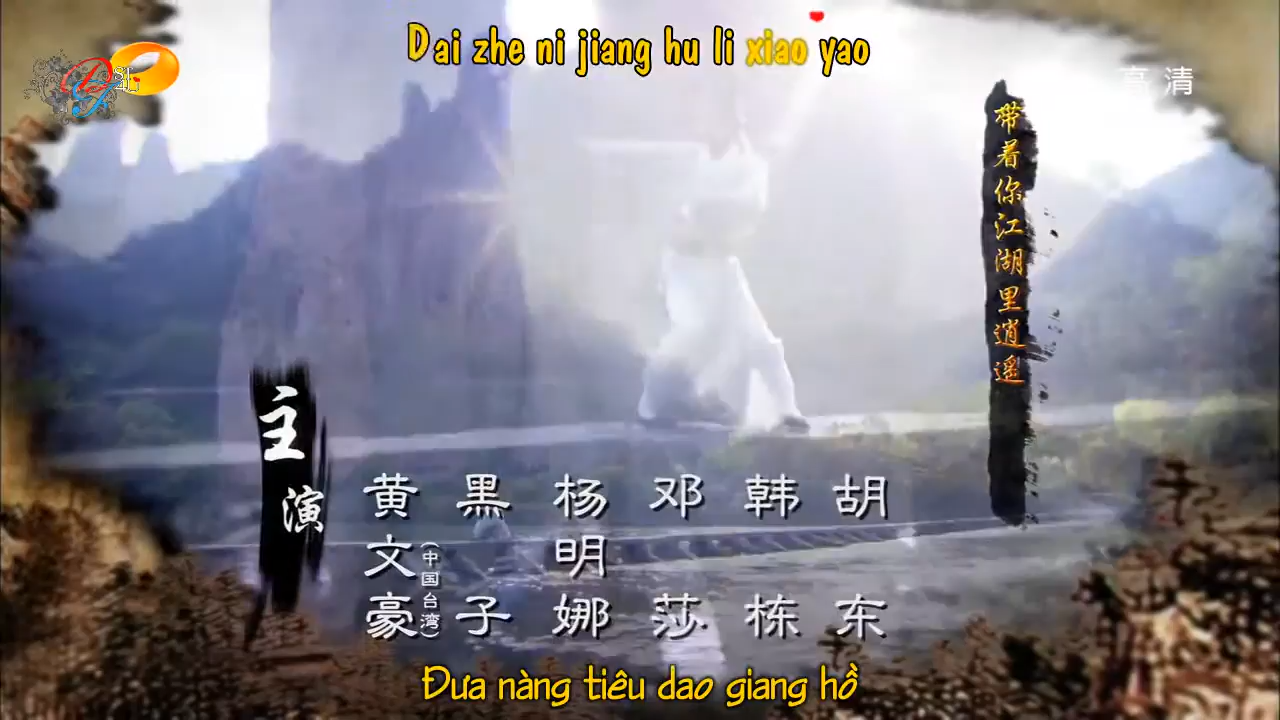 Dai zhe ni jiang hu li xiao yao
高清
带着你江湖里逍遥
主演
黄文豪
(中国台湾)
黑子
杨明娜
邓莎
韩栋
胡东
Đưa nàng tiêu dao giang hồ